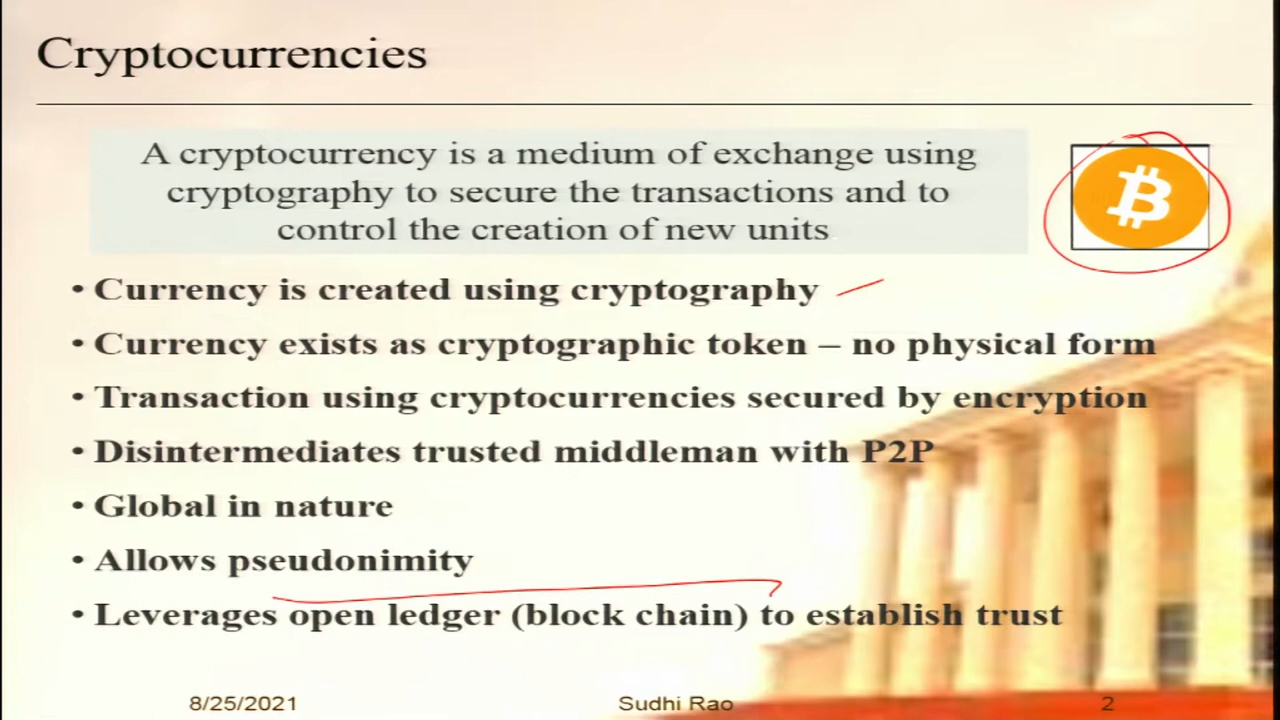 Cryptocurrencies
A cryptocurrency is a medium of exchange using
cryptography to secure the transactions and to
control the creation of new units
• Currency is created using cryptography
• Currency exists as cryptographic token – no physical form
• Transaction using cryptocurrencies secured by encryption
• Disintermediates trusted middleman with P2P
• Global in nature
• Allows pseudonimity
• Leverages open ledger (block chain) to establish trust
8/25/2021 Sudhi Rao 2